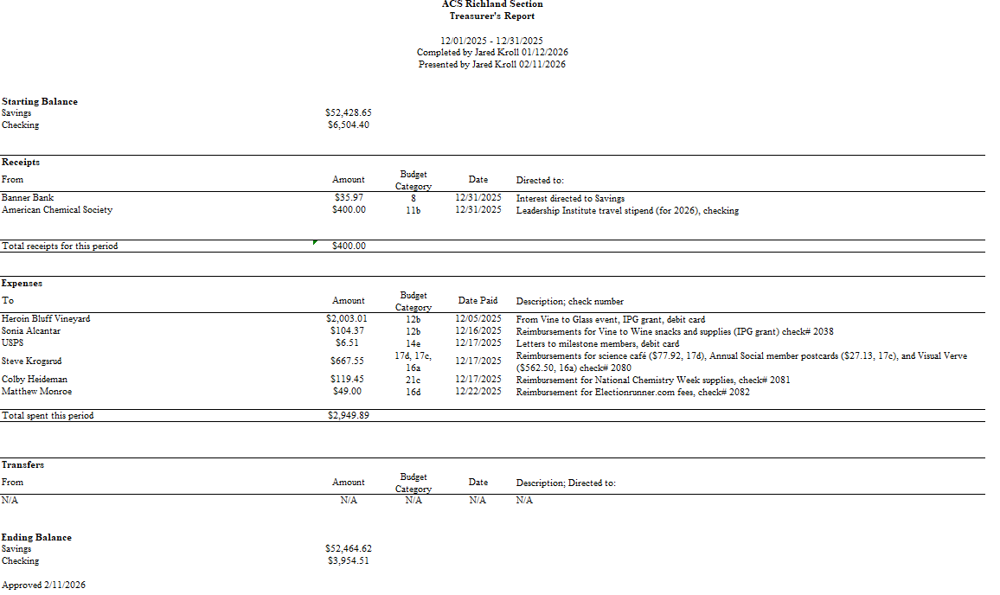 ACS Richland Section
Treasurer's Report
12/01/2025 - 12/31/2025
Completed by Jared Kroll 01/12/2026
Presented by Jared Kroll 02/11/2026
Starting Balance
Savings $52,428.65
Checking $6,504.40
Receipts
From Amount Budget Category Date Directed to:
Banner Bank $35.97 8 12/31/2025 Interest directed to Savings
American Chemical Society $400.00 11b 12/31/2025 Leadership Institute travel stipend (for 2026), checking
Total receipts for this period $400.00
Expenses
To Amount Budget Category Date Paid Description; check number
Heroin Bluff Vineyard $2,003.01 12b 12/05/2025 From Vine to Glass event, IPG grant, debit card
Sonia Alcantar $104.37 12b 12/16/2025 Reimbursements for Vine to Wine snacks and supplies (IPG grant) check# 2038
USPS $6.51 14e 12/17/2025 Letters to milestone members, debit card
Steve Krogsrud $667.55 17d, 17c, 16a 12/17/2025 Reimbursements for science café ($77.92, 17d), Annual Social member postcards ($27.13, 17c), and Visual Verve ($562.50, 16a) check# 2080
Colby Heideman $119.45 21c 12/17/2025 Reimbursement for National Chemistry Week supplies, check# 2081
Matthew Monroe $49.00 16d 12/22/2025 Reimbursement for Electionrunner.com fees, check# 2082
Total spent this period $2,949.89
Transfers
From Amount Budget Category Date Description; Directed to:
N/A N/A N/A N/A N/A
Ending Balance
Savings $52,464.62
Checking $3,954.51
Approved 2/11/2026